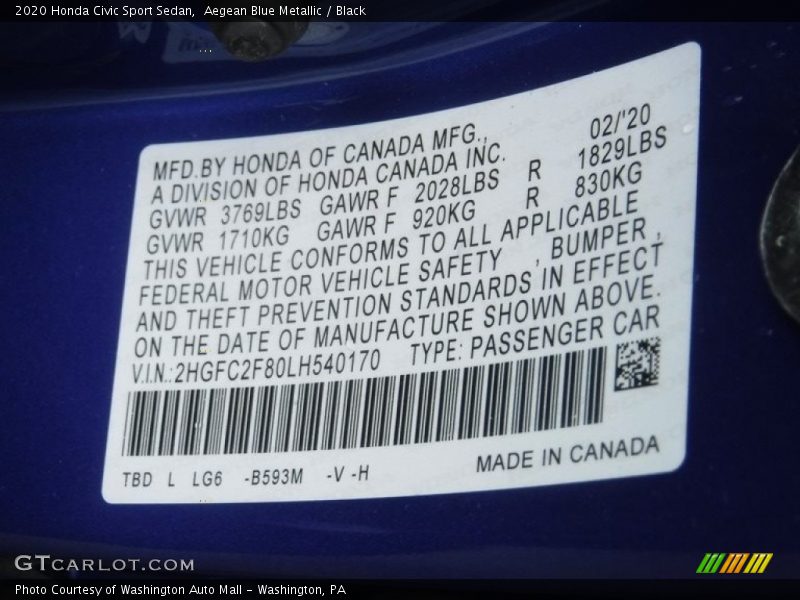 2020 Honda Civic Sport Sedan, Aegean Blue Metallic / Black
MFD.BY HONDA OF CANADA MFG., 02/'20
A DIVISION OF HONDA CANADA INC.
GVWR 3769LBS GAWR F 2028LBS R 1829LBS
GVWR 1710KG GAWR F 920KG R 830KG
THIS VEHICLE CONFORMS TO ALL APPLICABLE
FEDERAL MOTOR VEHICLE SAFETY , BUMPER ,
AND THEFT PREVENTION STANDARDS IN EFFECT
ON THE DATE OF MANUFACTURE SHOWN ABOVE.
V.I.N.:2HGFC2F80LH540170 TYPE: PASSENGER CAR
TBD L LG6 -B593M -V -H MADE IN CANADA
GTCARLOT.COM
Photo Courtesy of Washington Auto Mall - Washington, PA